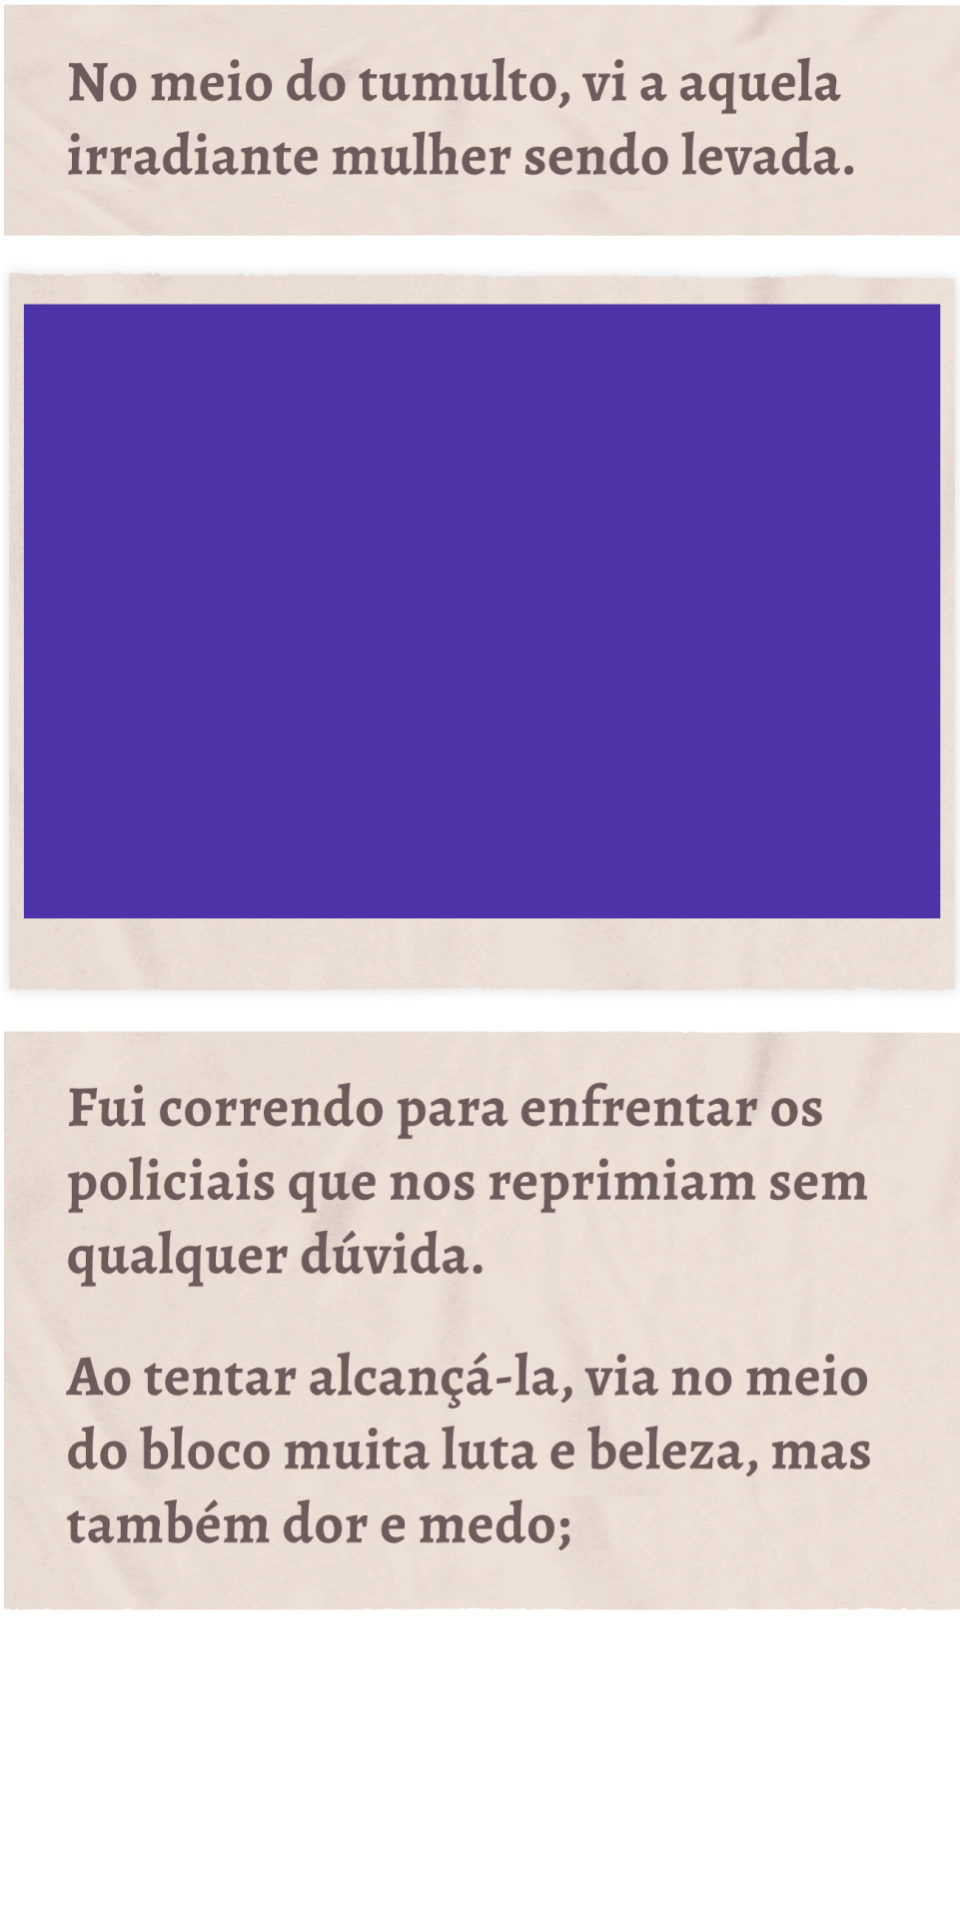 No meio do tumulto, vi a aquela
irradiante mulher sendo levada.
Fui correndo para enfrentar os
policiais que nos reprimiam sem
qualquer dúvida.
Ao tentar alcançá-la, via no meio
do bloco muita luta e beleza, mas
também dor e medo;